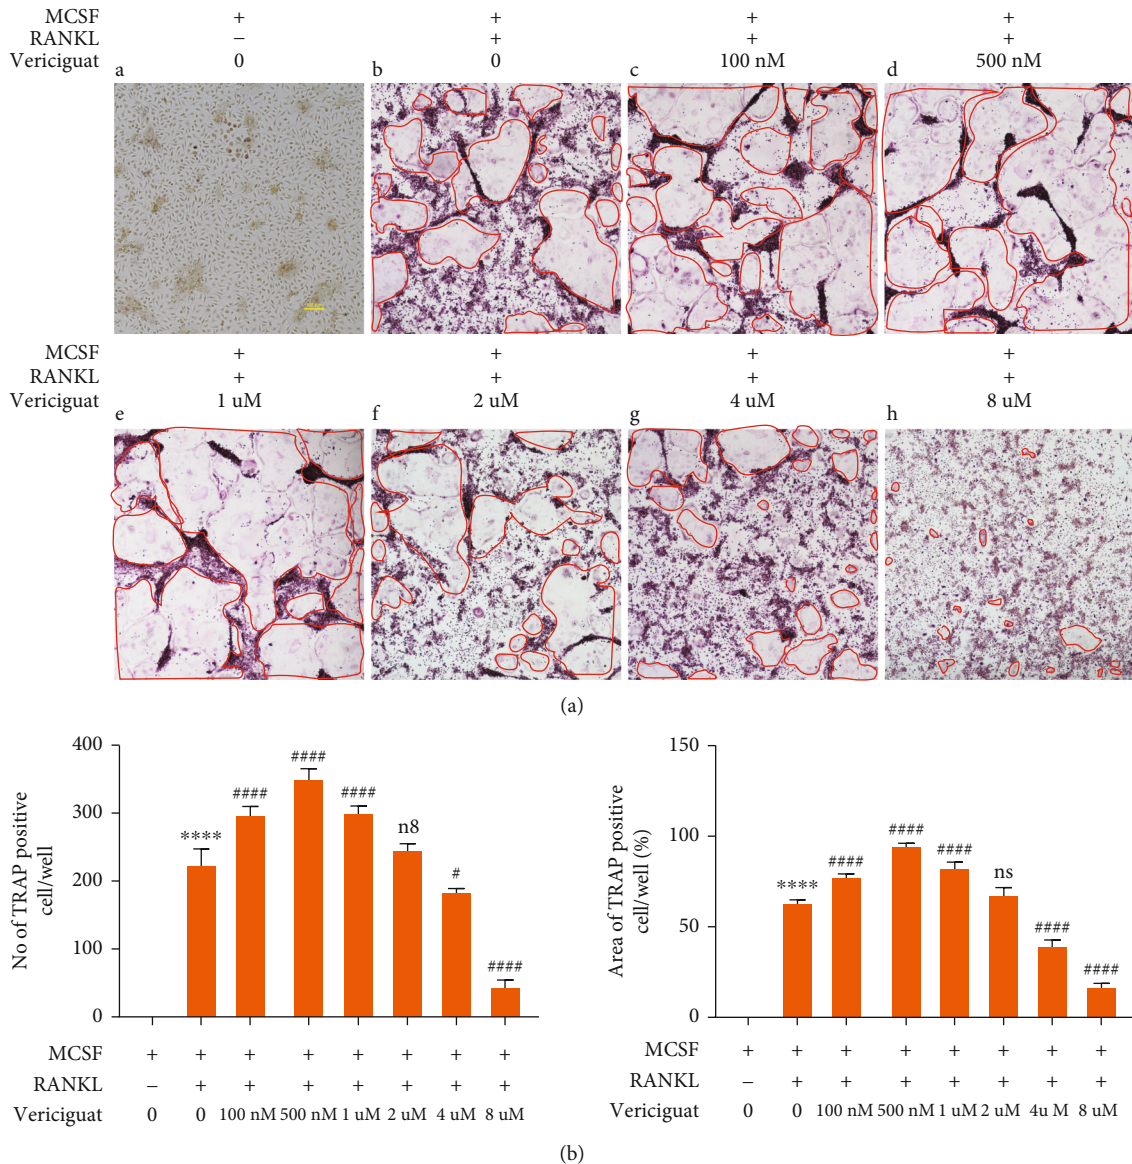 MCSF + + + +
RANKL − + + +
Vericiguat 0 0 100 nM 500 nM
a b c d
MCSF + + + +
RANKL + + + +
Vericiguat 1 uM 2 uM 4 uM 8 uM
e f g h
(a)
No of TRAP positive
cell/well
400
300
200
100
0
****
####
####
####
n8
#
####
MCSF + + + + + + + +
RANKL − + + + + + + +
Vericiguat 0 0 100 nM 500 nM 1 uM 2 uM 4 uM 8 uM
Area of TRAP positive
cell/well (%)
150
100
50
0
****
####
####
####
ns
####
####
MCSF + + + + + + + +
RANKL − + + + + + + +
Vericiguat 0 0 100 nM 500 nM 1 uM 2 uM 4u M 8 uM
(b)